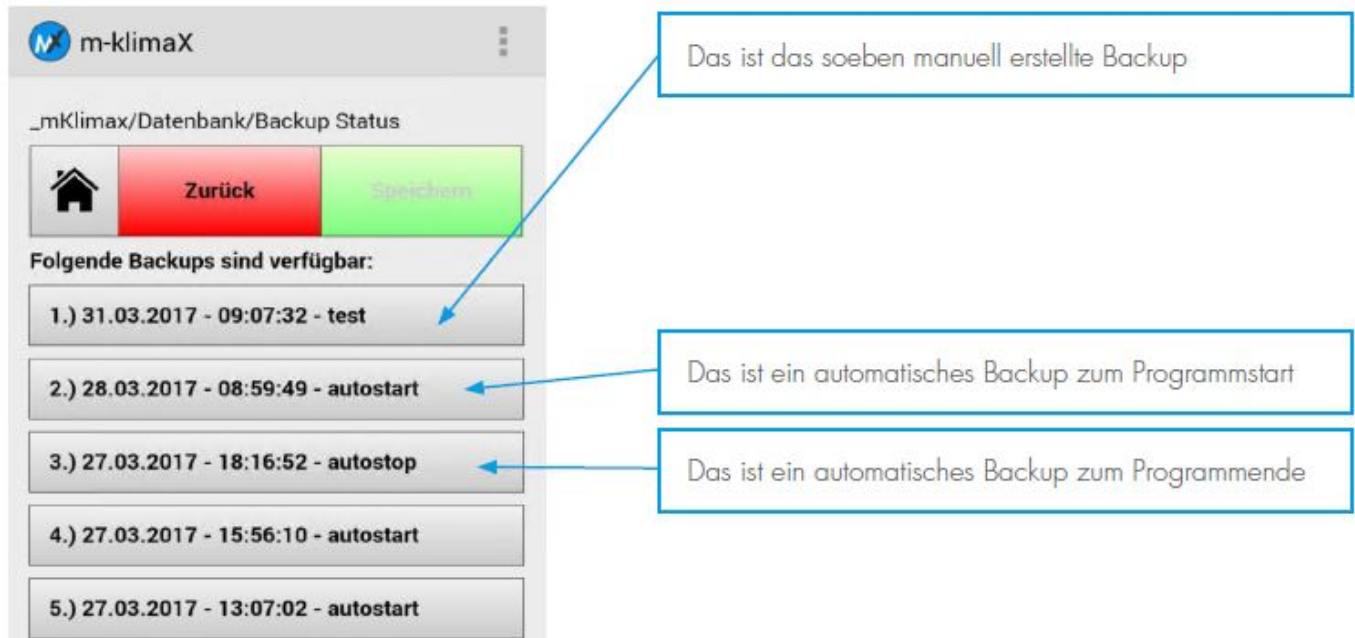 m-klimaX
_mKlimax/Datenbank/Backup Status
Zurück
Speichern
Folgende Backups sind verfügbar:
1.) 31.03.2017 - 09:07:32 - test
2.) 28.03.2017 - 08:59:49 - autostart
3.) 27.03.2017 - 18:16:52 - autostop
4.) 27.03.2017 - 15:56:10 - autostart
5.) 27.03.2017 - 13:07:02 - autostart
Das ist das soeben manuell erstellte Backup
Das ist ein automatisches Backup zum Programmstart
Das ist ein automatisches Backup zum Programmende